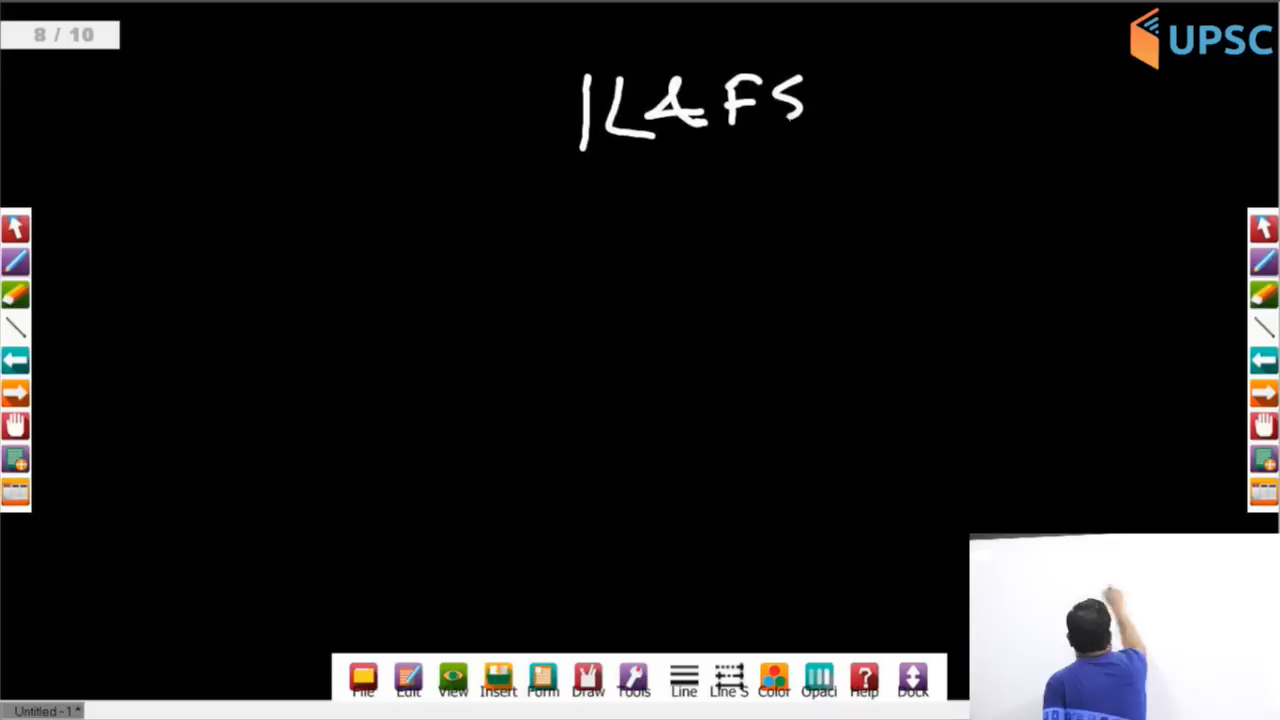 8 / 10
UPSC
IL&FS
File Edit View Insert Form Draw Tools Line Line S Color Opaci Help Dock
Untitled - 1 *